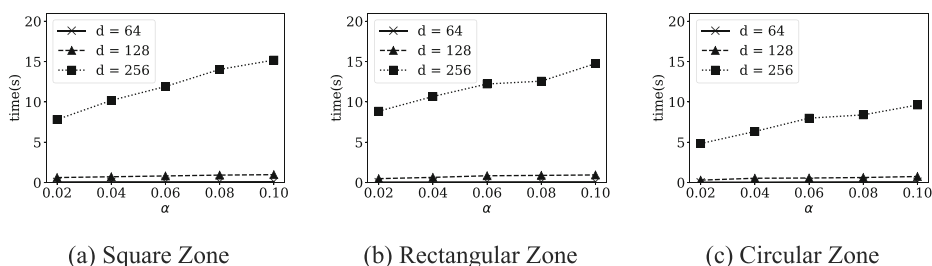 20
15
10
5
0
time(s)
d = 64
d = 128
d = 256
0.02 0.04 0.06 0.08 0.10
α
(a) Square Zone
20
15
10
5
0
time(s)
d = 64
d = 128
d = 256
0.02 0.04 0.06 0.08 0.10
α
(b) Rectangular Zone
20
15
10
5
0
time(s)
d = 64
d = 128
d = 256
0.02 0.04 0.06 0.08 0.10
α
(c) Circular Zone